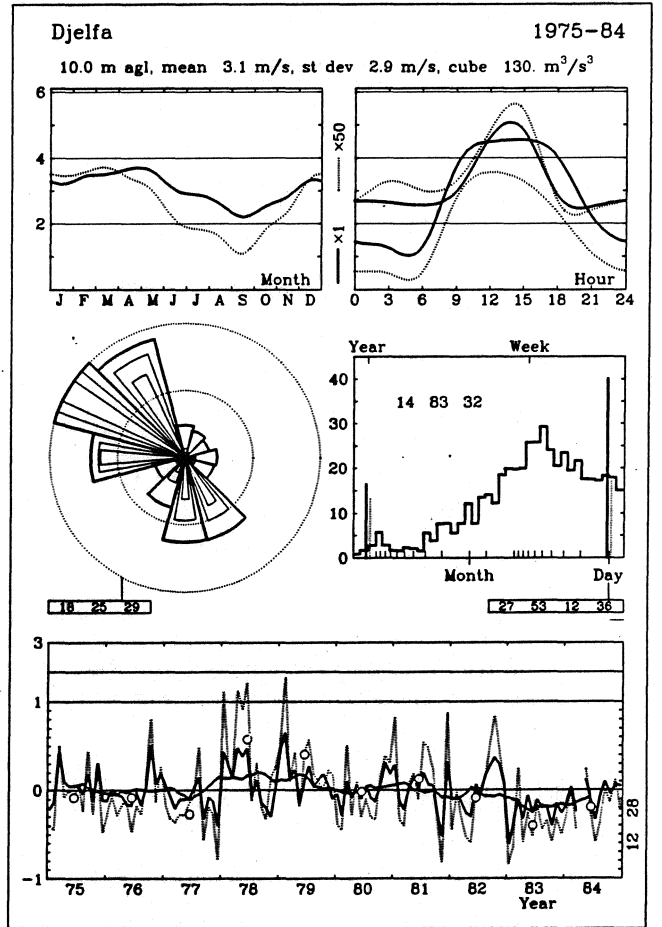 Djelfa 1975-84
10.0 m agl, mean 3.1 m/s, st dev 2.9 m/s, cube 130. m³/s³
6
4
2
J F M A M J J A S O N D
Month
×1 ×50
0 3 6 9 12 15 18 21 24
Hour
Year Week
40
30
20
10
0
14 83 32
Month Day
18 25 29
27 53 12 36
3
1
0
-1
75 76 77 78 79 80 81 82 83 84
Year
12 28